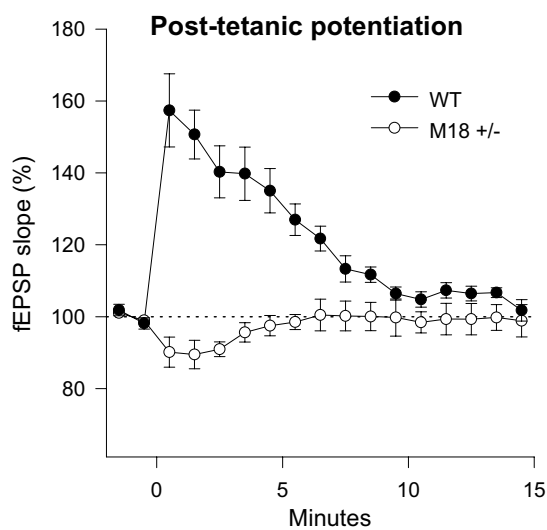 Post-tetanic potentiation
180
160
140
120
100
80
fEPSP slope (%)
WT
M18 +/-
0
5
10
15
Minutes